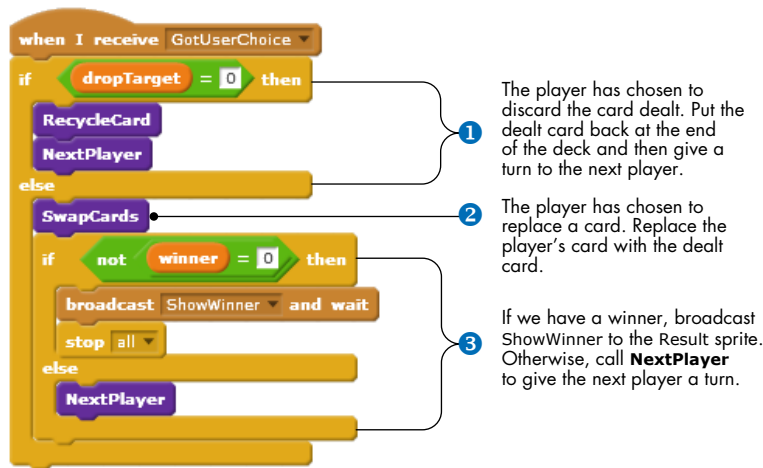 when I receive GotUserChoice
if dropTarget = 0 then
RecycleCard
NextPlayer
else
SwapCards
if not winner = 0 then
broadcast ShowWinner and wait
stop all
else
NextPlayer
1
The player has chosen to
discard the card dealt. Put the
dealt card back at the end
of the deck and then give a
turn to the next player.
2
The player has chosen to
replace a card. Replace the
player's card with the dealt
card.
3
If we have a winner, broadcast
ShowWinner to the Result sprite.
Otherwise, call NextPlayer
to give the next player a turn.